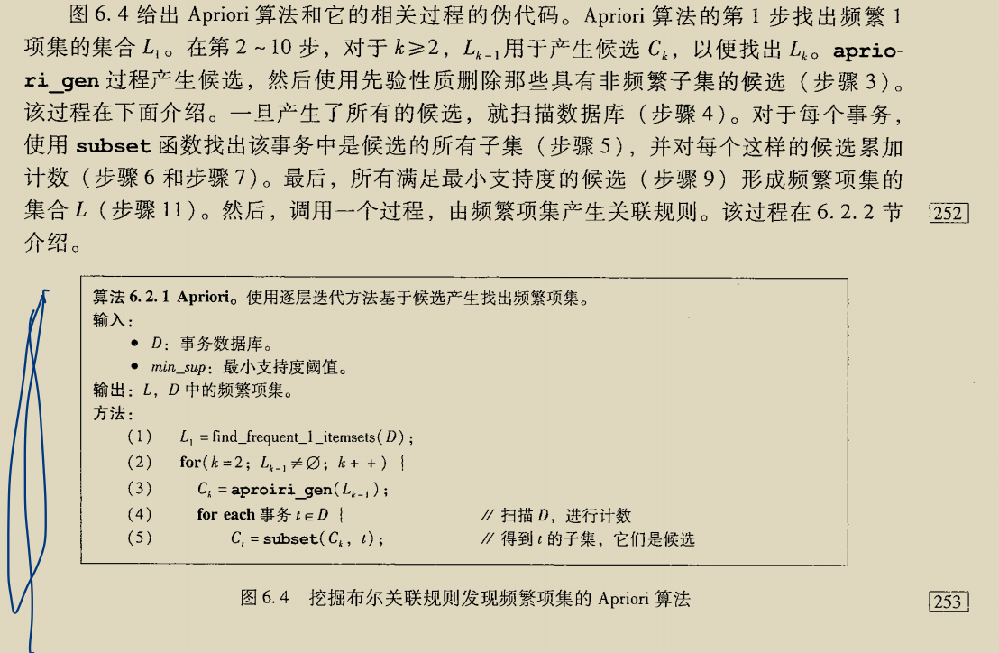 图6.4给出 Apriori 算法和它的相关过程的伪代码。Apriori 算法的第1步找出频繁1
项集的集合 L₁。在第2~10步，对于 k≥2，Lₖ₋₁用于产生候选 Cₖ，以便找出 Lₖ。aprio-
ri_gen 过程产生候选，然后使用先验性质删除那些具有非频繁子集的候选（步骤3）。
该过程在下面介绍。一旦产生了所有的候选，就扫描数据库（步骤4）。对于每个事务，
使用 subset 函数找出该事务中是候选的所有子集（步骤5），并对每个这样的候选累加
计数（步骤6和步骤7）。最后，所有满足最小支持度的候选（步骤9）形成频繁项集的
集合 L（步骤11）。然后，调用一个过程，由频繁项集产生关联规则。该过程在6.2.2节 252
介绍。
算法6.2.1 Apriori。使用逐层迭代方法基于候选产生找出频繁项集。
输入：
● D：事务数据库。
● min_sup：最小支持度阈值。
输出：L，D 中的频繁项集。
方法：
(1) L₁ = find_frequent_1_itemsets(D);
(2) for(k=2; Lₖ₋₁≠∅; k++) {
(3) Cₖ = aproiri_gen(Lₖ₋₁);
(4) for each 事务 t∈D { // 扫描 D，进行计数
(5) Cₜ = subset(Cₖ, t); // 得到 t 的子集，它们是候选
图6.4 挖掘布尔关联规则发现频繁项集的 Apriori 算法 253